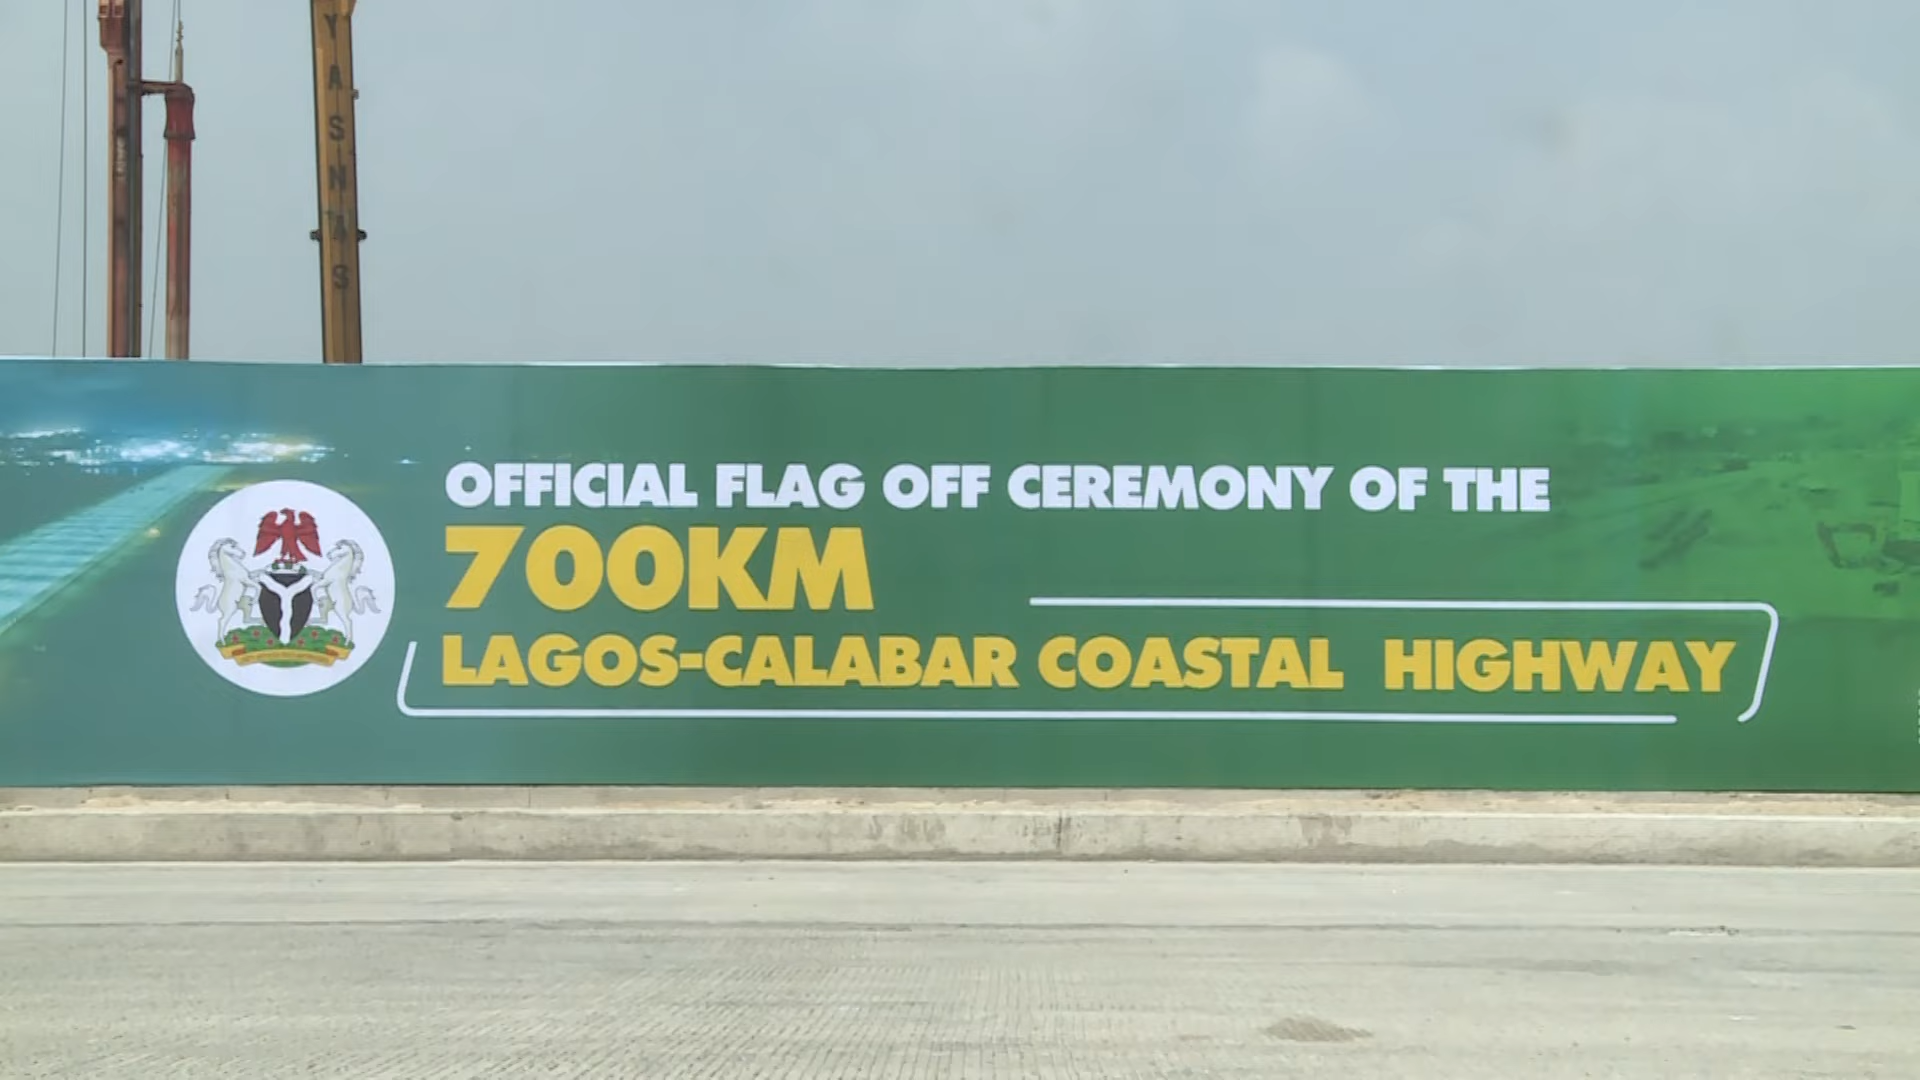 YASNAS
OFFICIAL FLAG OFF CEREMONY OF THE
700KM
LAGOS-CALABAR COASTAL HIGHWAY